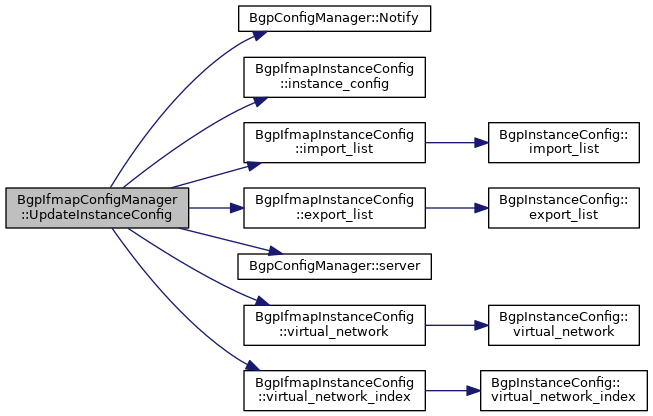 BgpConfigManager::Notify
BgpIfmapInstanceConfig
::instance_config
BgpIfmapInstanceConfig
::import_list
BgpInstanceConfig::
import_list
BgpIfmapConfigManager
::UpdateInstanceConfig
BgpIfmapInstanceConfig
::export_list
BgpInstanceConfig::
export_list
BgpConfigManager::server
BgpIfmapInstanceConfig
::virtual_network
BgpInstanceConfig::
virtual_network
BgpIfmapInstanceConfig
::virtual_network_index
BgpInstanceConfig::
virtual_network_index